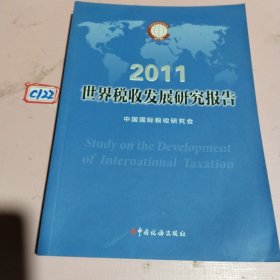 2011
世界税收发展研究报告
中国国际税收研究会
Study on the Development
of International Taxation
中国税务出版社
C122